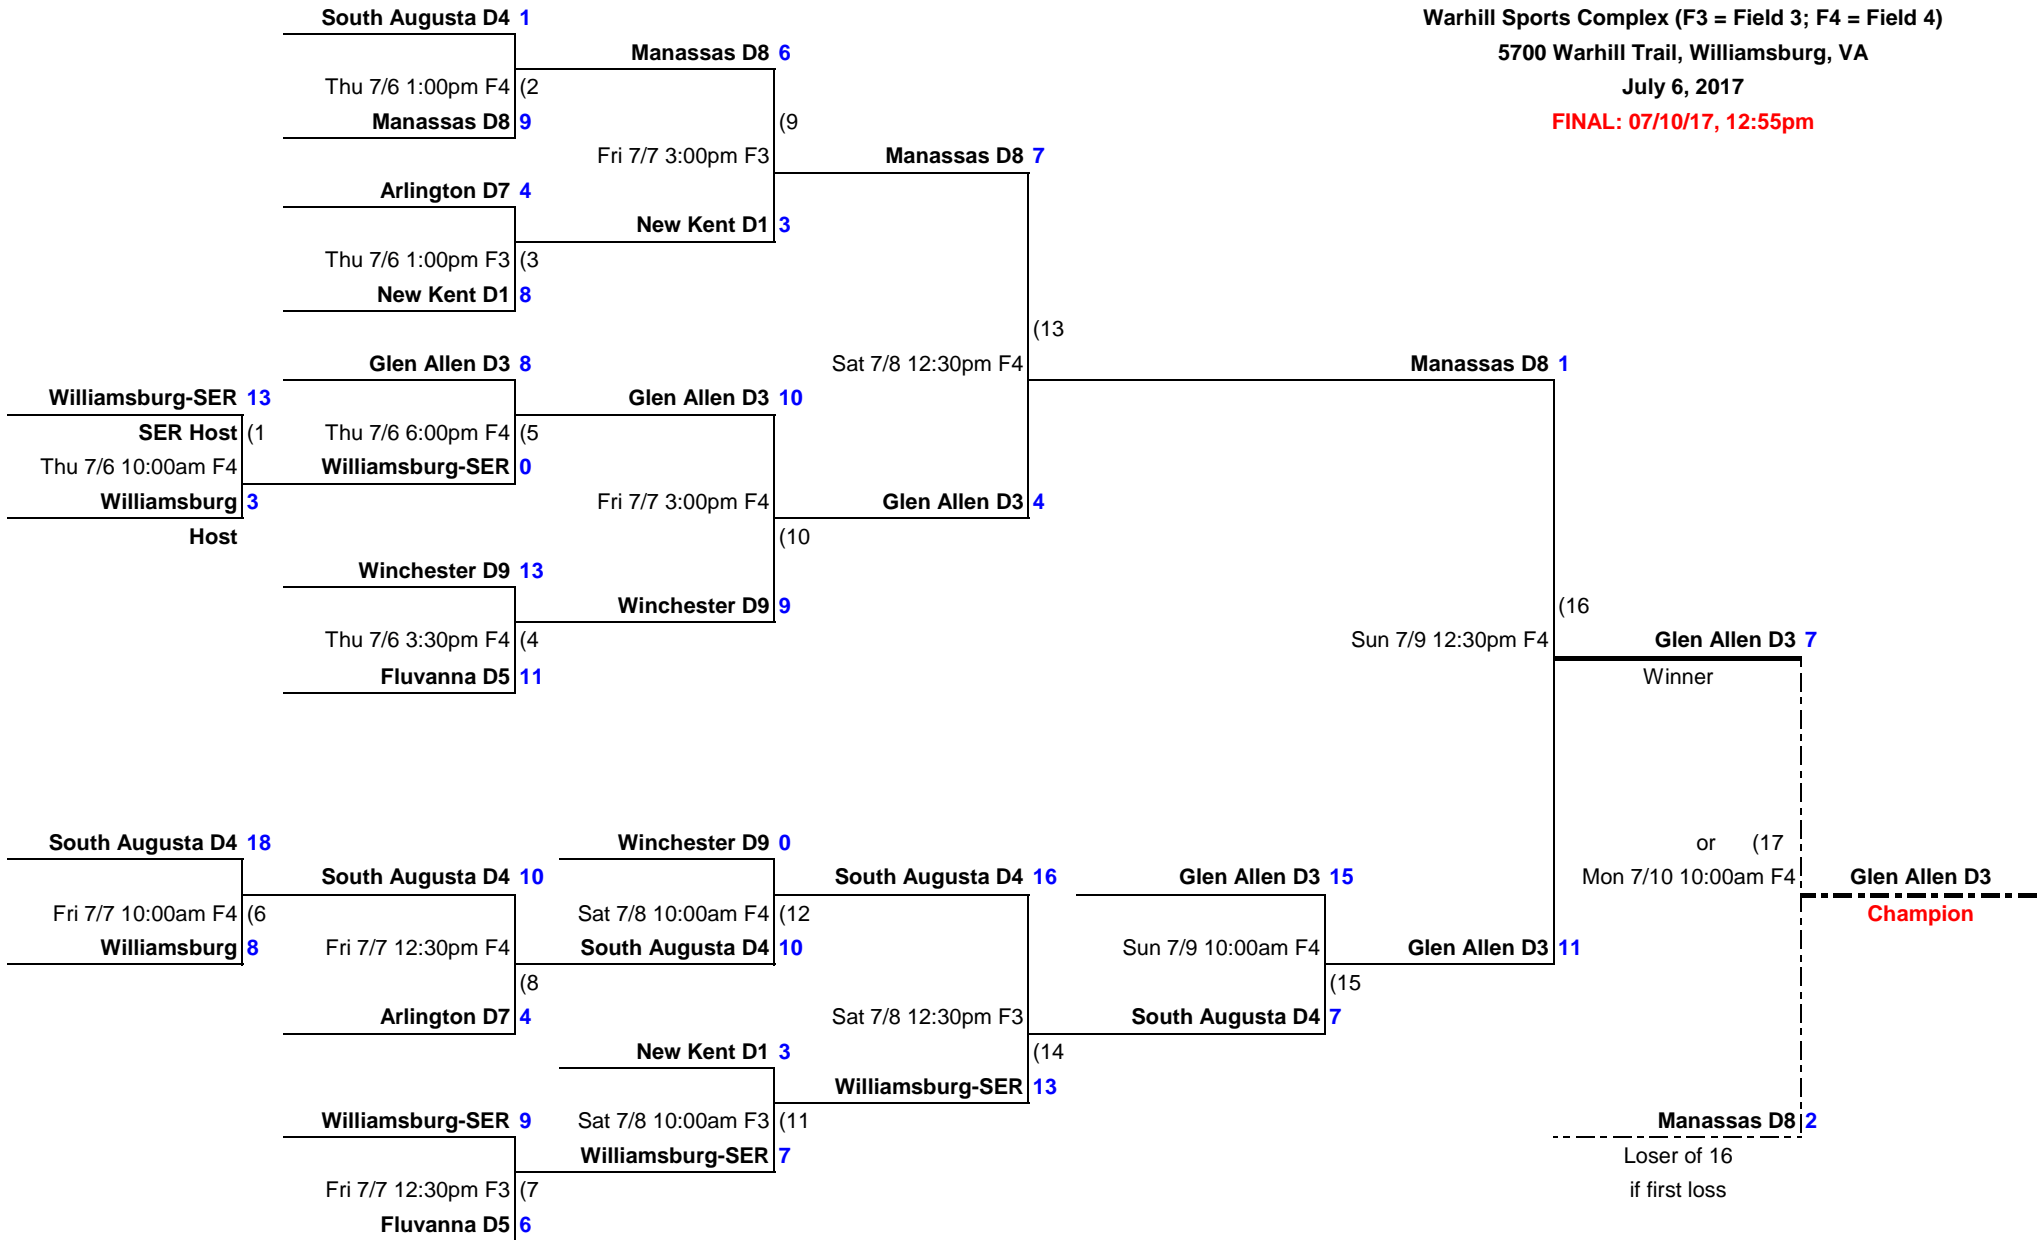 South Augusta D4 1
Warhill Sports Complex (F3 = Field 3; F4 = Field 4)
Manassas D8 6
5700 Warhill Trail, Williamsburg, VA
Thu 7/6 1:00pm F4 (2
July 6, 2017
Manassas D8 9
(9
FINAL: 07/10/17, 12:55pm
Fri 7/7 3:00pm F3
Manassas D8 7
Arlington D7 4
New Kent D1 3
Thu 7/6 1:00pm F3 (3
New Kent D1 8
(13
Glen Allen D3 8
Sat 7/8 12:30pm F4
Manassas D8 1
Williamsburg-SER 13
Glen Allen D3 10
SER Host (1
Thu 7/6 6:00pm F4 (5
Thu 7/6 10:00am F4
Williamsburg-SER 0
Williamsburg 3
Fri 7/7 3:00pm F4
Glen Allen D3 4
Host
(10
Winchester D9 13
Winchester D9 9
(16
Thu 7/6 3:30pm F4 (4
Sun 7/9 12:30pm F4
Glen Allen D3 7
Fluvanna D5 11
Winner
South Augusta D4 18
Winchester D9 0
or (17
South Augusta D4 10
South Augusta D4 16
Glen Allen D3 15
Mon 7/10 10:00am F4
Glen Allen D3
Fri 7/7 10:00am F4 (6
Sat 7/8 10:00am F4 (12
Champion
Williamsburg 8
Fri 7/7 12:30pm F4
South Augusta D4 10
Sun 7/9 10:00am F4
Glen Allen D3 11
(8
(15
Arlington D7 4
Sat 7/8 12:30pm F3
South Augusta D4 7
New Kent D1 3
(14
Williamsburg-SER 13
Williamsburg-SER 9
Sat 7/8 10:00am F3 (11
Manassas D8 2
Williamsburg-SER 7
Loser of 16
Fri 7/7 12:30pm F3 (7
if first loss
Fluvanna D5 6